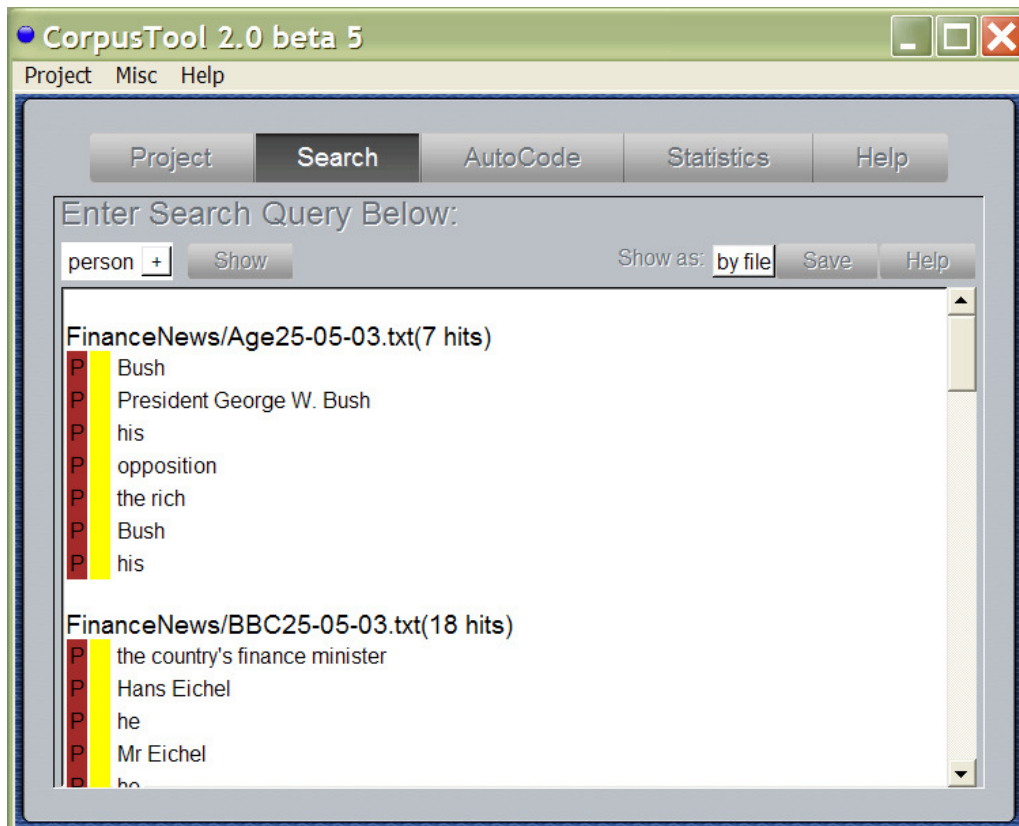 CorpusTool 2.0 beta 5
Project Misc Help
Project Search AutoCode Statistics Help
Enter Search Query Below:
person + Show Show as: by file Save Help
FinanceNews/Age25-05-03.txt(7 hits)
P Bush
P President George W. Bush
P his
P opposition
P the rich
P Bush
P his
FinanceNews/BBC25-05-03.txt(18 hits)
P the country's finance minister
P Hans Eichel
P he
P Mr Eichel
P he